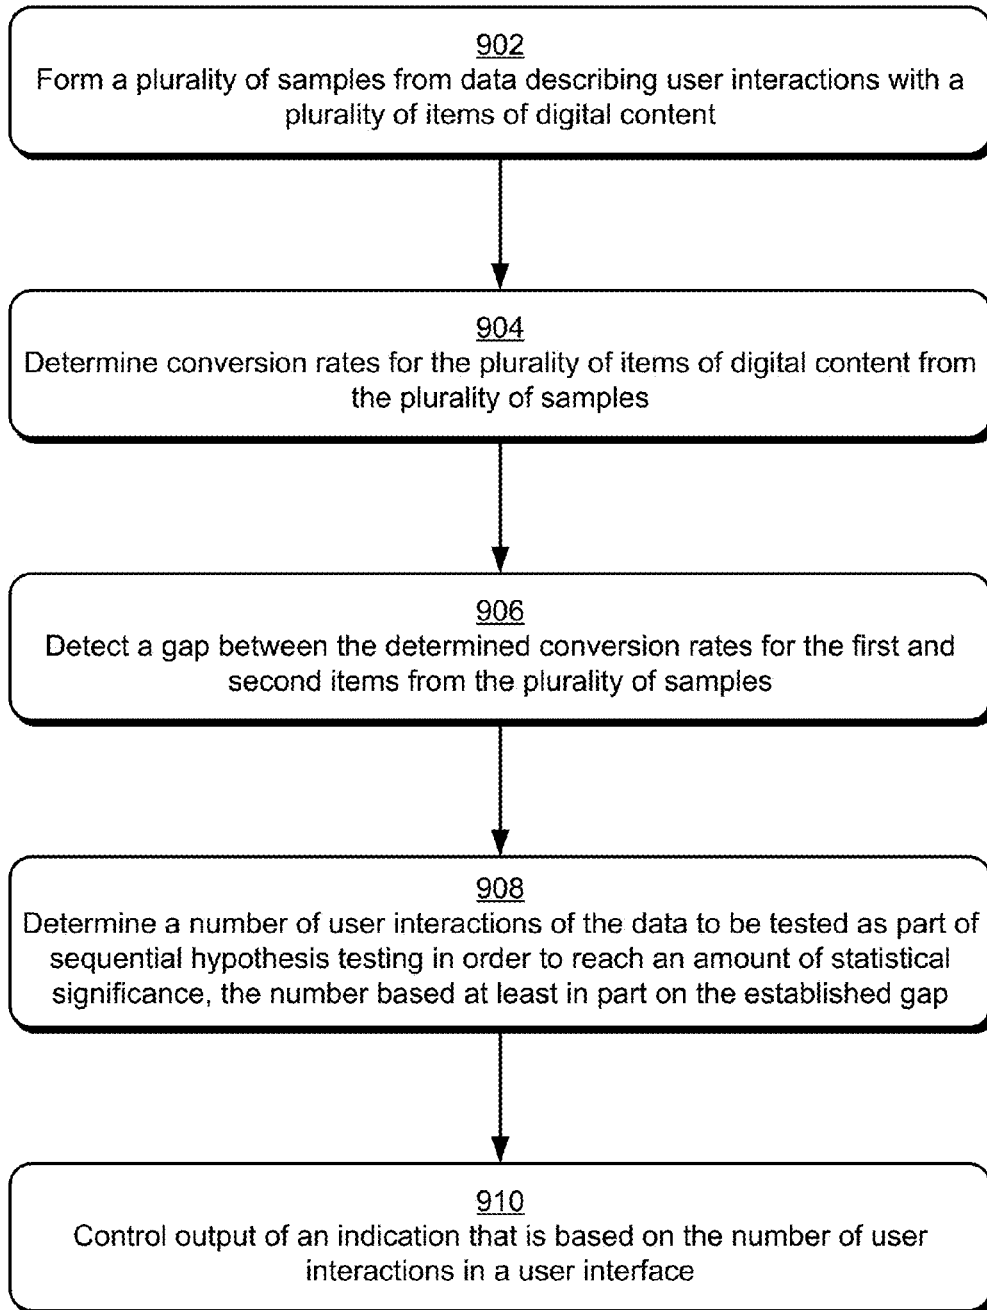 902
Form a plurality of samples from data describing user interactions with a
plurality of items of digital content
904
Determine conversion rates for the plurality of items of digital content from
the plurality of samples
906
Detect a gap between the determined conversion rates for the first and
second items from the plurality of samples
908
Determine a number of user interactions of the data to be tested as part of
sequential hypothesis testing in order to reach an amount of statistical
significance, the number based at least in part on the established gap
910
Control output of an indication that is based on the number of user
interactions in a user interface